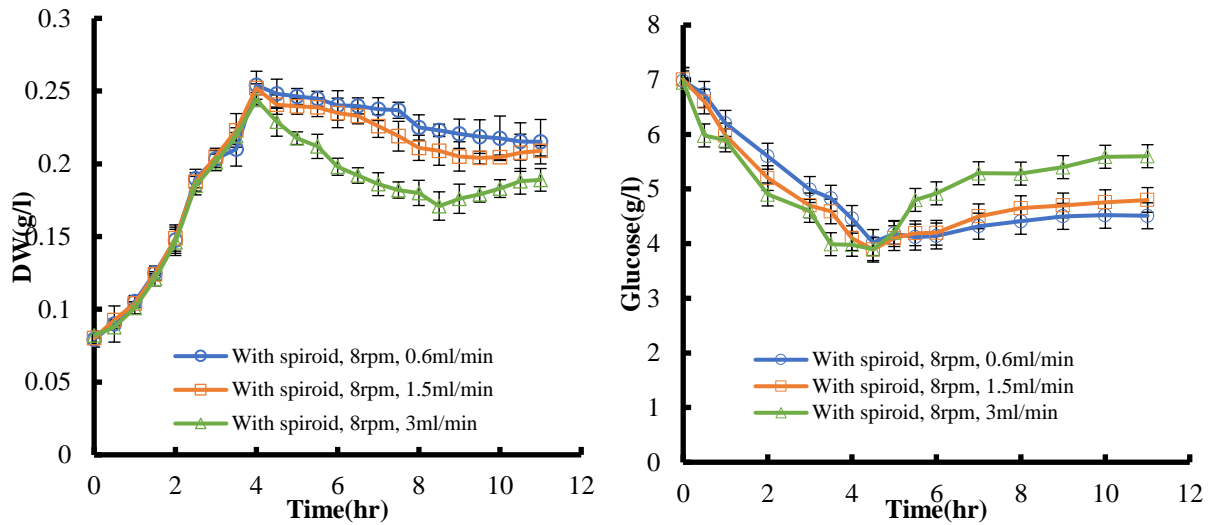 DW(g/l)
0.3
0.25
0.2
0.15
0.1
0.05
0
With spiroid, 8rpm, 0.6ml/min
With spiroid, 8rpm, 1.5ml/min
With spiroid, 8rpm, 3ml/min
0 2 4 6 8 10 12
Time(hr)
Glucose(g/l)
8
7
6
5
4
3
2
1
0
With spiroid, 8rpm, 0.6ml/min
With spiroid, 8rpm, 1.5ml/min
With spiroid, 8rpm, 3ml/min
0 2 4 6 8 10 12
Time(hr)